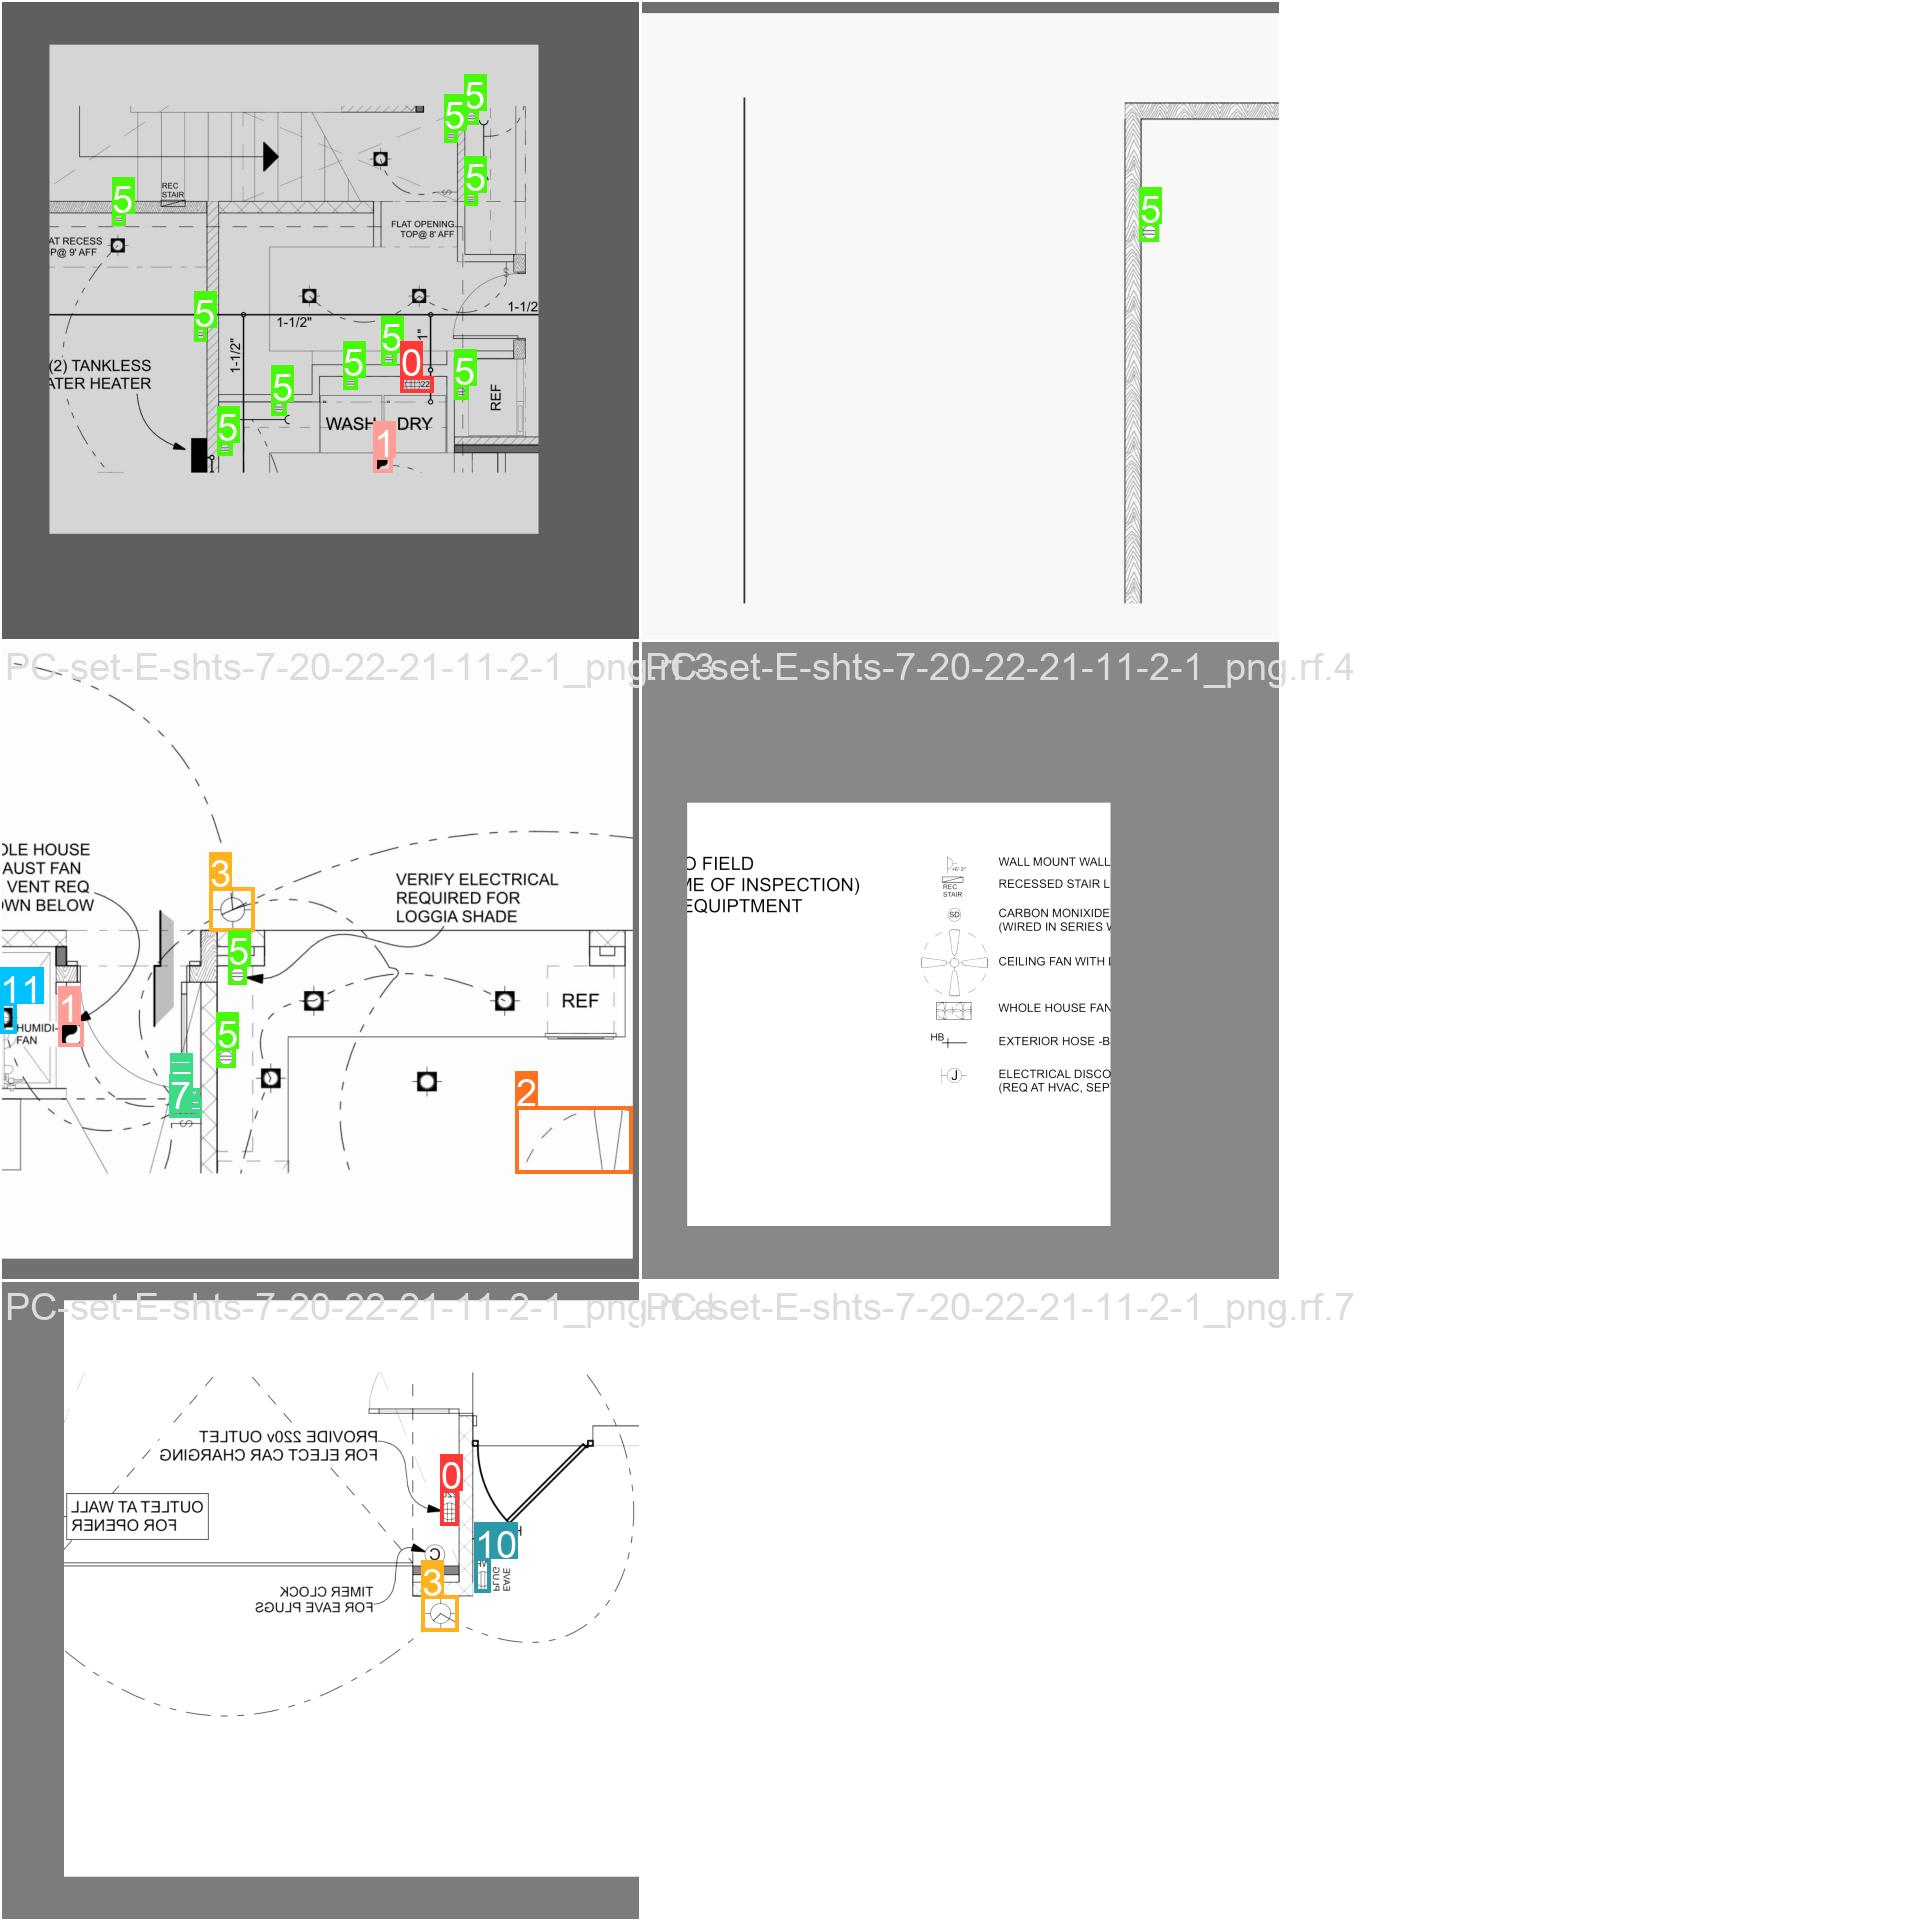 5
5
5
5
REC
STAIR
FLAT OPENING
TOP@ 8' AFF
S
AT RECESS
P@ 9' AFF
S
5
1-1/2
1-1/2"
1"
1-1/2"
5
5
0
22
5
5
5
(2) TANKLESS
ATER HEATER
REF
WASH
DRY
1
5
PC-set-E-shts-7-20-22-21-11-2-1_png.rf.3
OLE HOUSE
AUST FAN
VENT REQ
OWN BELOW
3
VERIFY ELECTRICAL
REQUIRED FOR
LOGGIA SHADE
5
11
1
HUMIDI-
FAN
5
REF
7
S
2
PC-set-E-shts-7-20-22-21-11-2-1_png.rf.4
O FIELD
ME OF INSPECTION)
EQUIPTMENT
+6'-3"
WALL MOUNT WALL
REC
STAIR
RECESSED STAIR L
SD
CARBON MONIXIDE
(WIRED IN SERIES W
CEILING FAN WITH
WHOLE HOUSE FAN
HB
EXTERIOR HOSE -B
J
ELECTRICAL DISCO
(REQ AT HVAC, SEP
PC-set-E-shts-7-20-22-21-11-2-1_png.rf.d
PROVIDE 220v OUTLET
FOR ELECT CAR CHARGING
0
OUTLET AT WALL
FOR OPENER
10
C
3
EAVE
PLUG
TIMER CLOCK
FOR EAVE PLUGS
PC-set-E-shts-7-20-22-21-11-2-1_png.rf.7